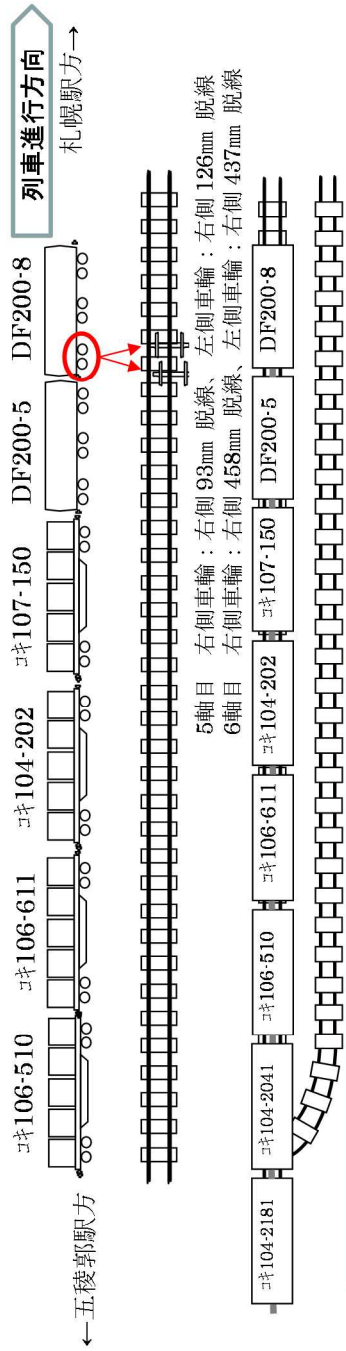 列車進行方向
←五稜郭駅方
札幌駅方→
コキ106-510
コキ106-611
コキ104-202
コキ107-150
DF200-5
DF200-8
5軸目 右側車輪：右側 93mm 脱線、 左側車輪：右側 126mm 脱線
6軸目 右側車輪：右側 458mm 脱線、 左側車輪：右側 437mm 脱線
コキ104-2181
コキ104-2041
コキ106-510
コキ106-611
コキ104-202
コキ107-150
DF200-5
DF200-8